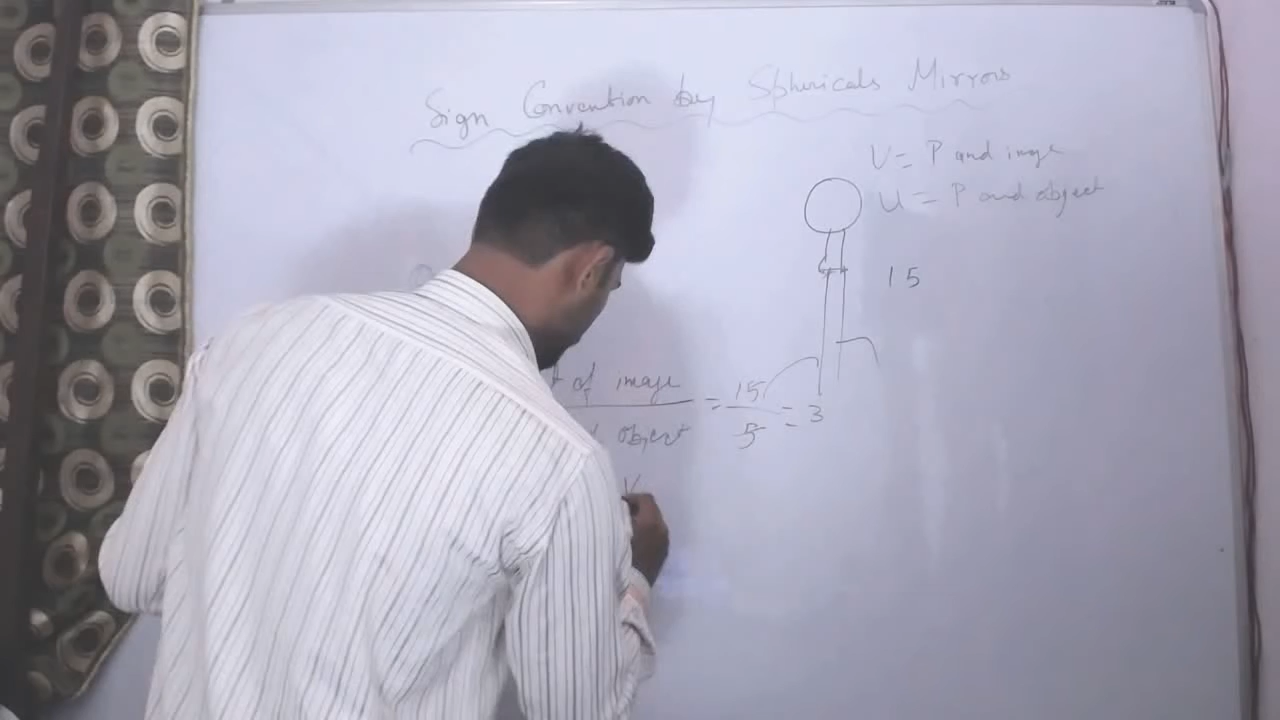 Sign Convention by Sphericals Mirrors
V = P and image
U = P and object
15
of image = 15 = 3
object 5
V